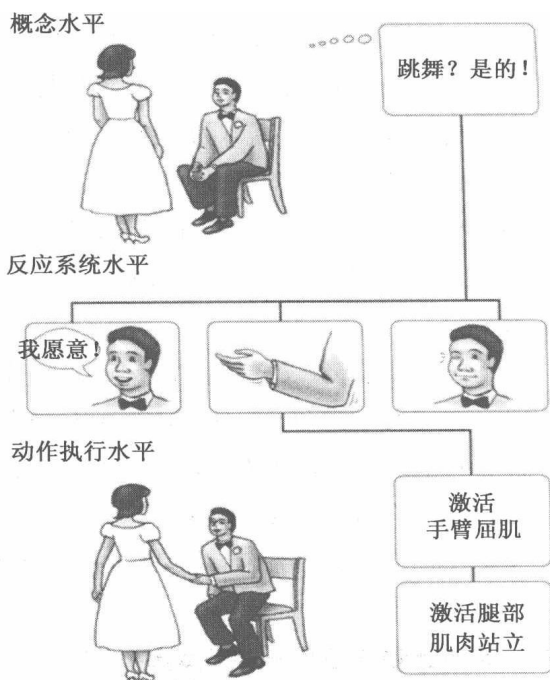 概念水平
跳舞？是的！
反应系统水平
我愿意！
动作执行水平
激活
手臂屈肌
激活腿部
肌肉站立